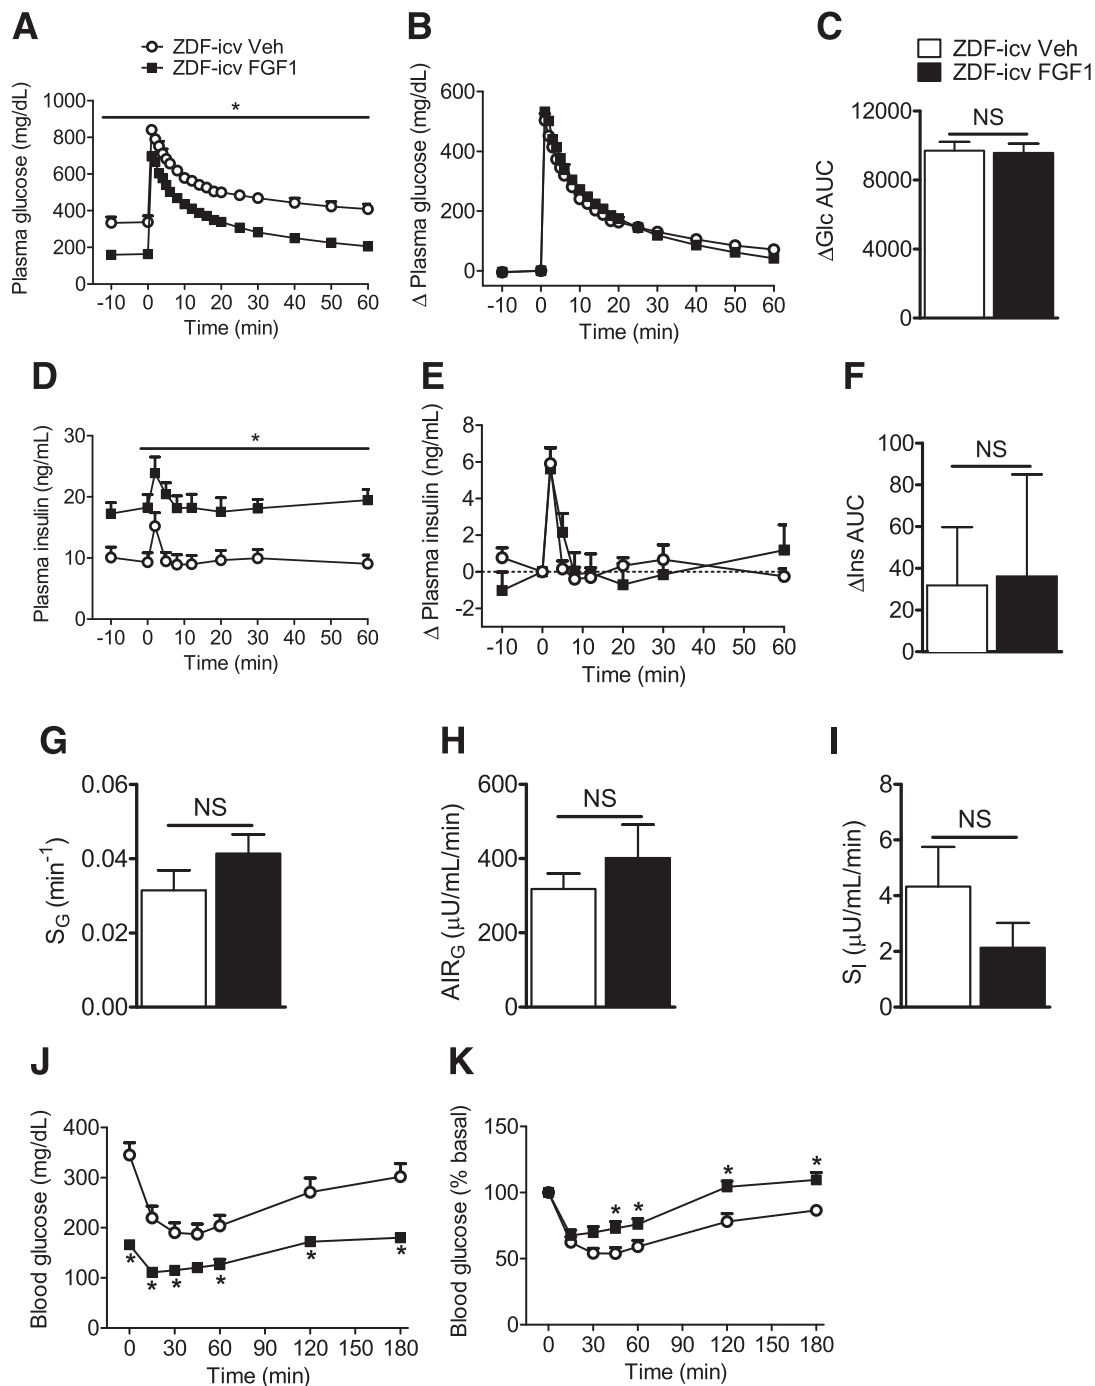 A
ZDF-icv Veh
ZDF-icv FGF1
Plasma glucose (mg/dL)
1000
800
600
400
200
0
*
-10 0 10 20 30 40 50 60
Time (min)
B
Δ Plasma glucose (mg/dL)
600
400
200
0
-10 0 10 20 30 40 50 60
Time (min)
C
ZDF-icv Veh
ZDF-icv FGF1
ΔGlc AUC
12000
8000
4000
0
NS
D
Plasma insulin (ng/mL)
30
20
10
0
*
-10 0 10 20 30 40 50 60
Time (min)
E
Δ Plasma insulin (ng/mL)
8
6
4
2
0
-2
-10 0 10 20 30 40 50 60
Time (min)
F
ΔIns AUC
100
80
60
40
20
0
NS
G
S_G (min⁻¹)
0.06
0.04
0.02
0.00
NS
H
AIR_G (μU/mL/min)
600
400
200
0
NS
I
S_I (μU/mL/min)
8
6
4
2
0
NS
J
Blood glucose (mg/dL)
400
300
200
100
0
* * * * * *
0 30 60 90 120 150 180
Time (min)
K
Blood glucose (% basal)
150
100
50
0
* * * *
0 30 60 90 120 150 180
Time (min)